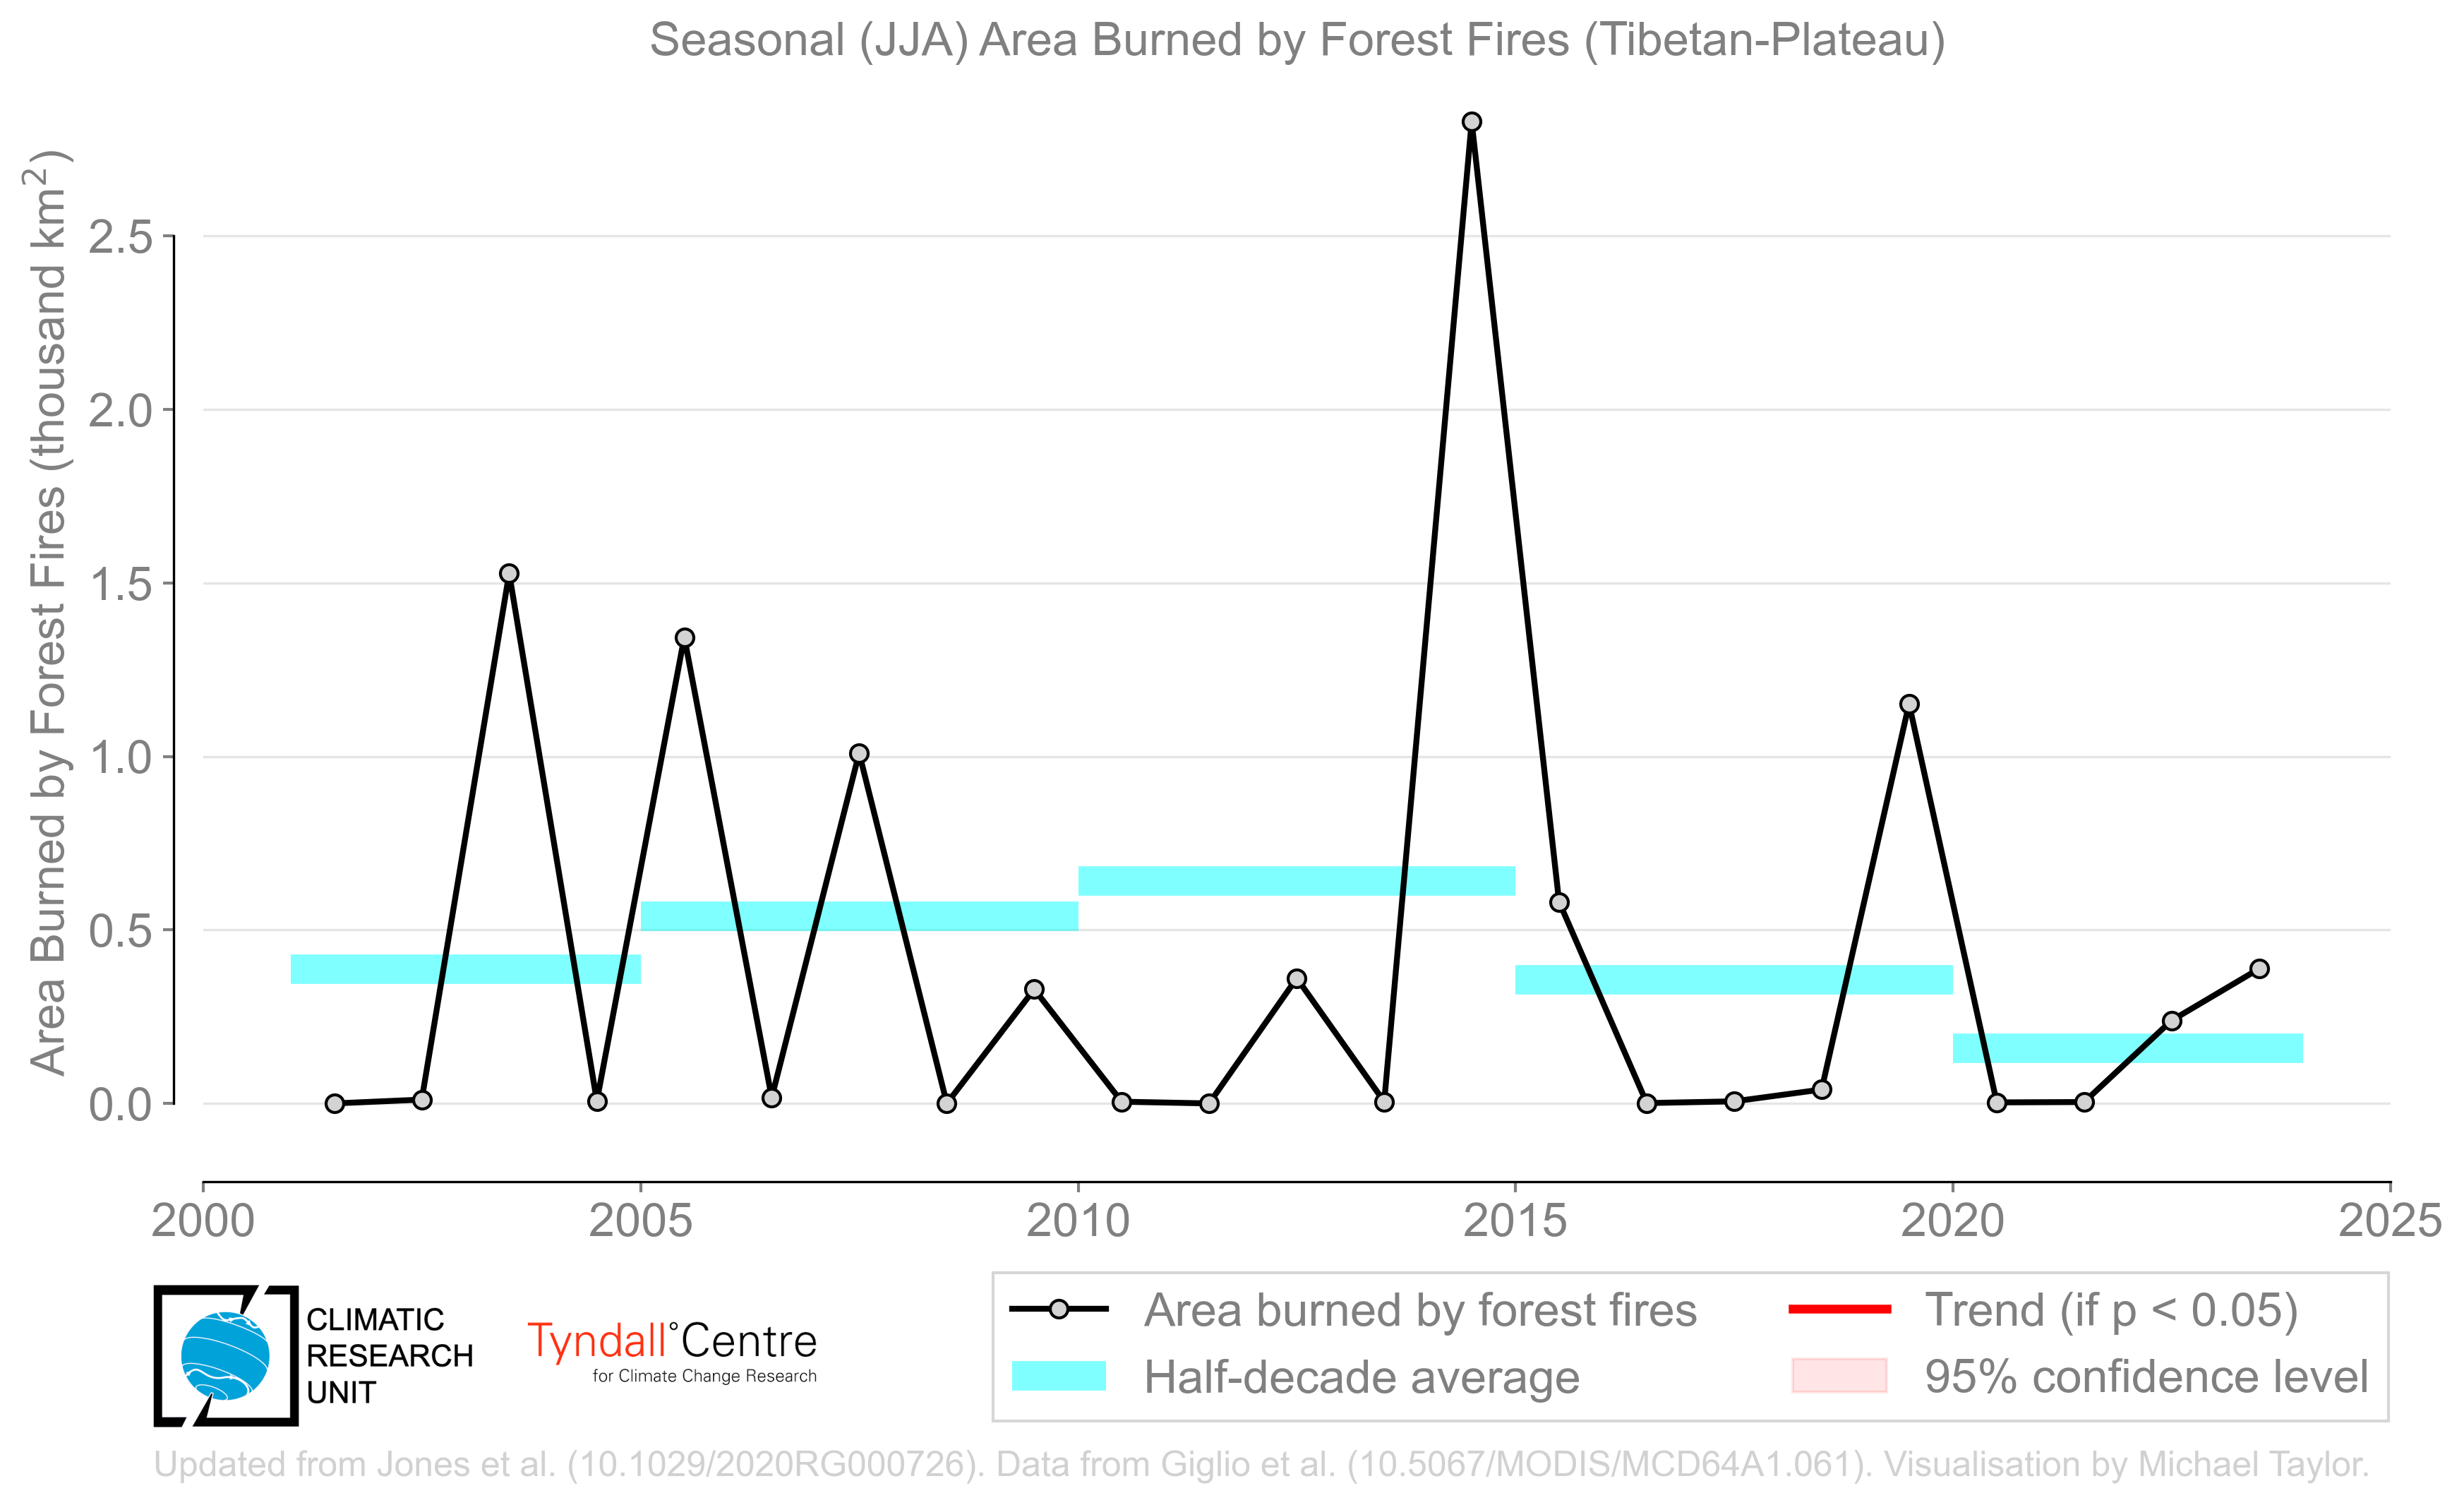 Seasonal (JJA) Area Burned by Forest Fires (Tibetan-Plateau)
Area Burned by Forest Fires (thousand km²)
2.5
2.0
1.5
1.0
0.5
0.0
2000 2005 2010 2015 2020 2025
CLIMATIC
RESEARCH
UNIT
Tyndall°Centre
for Climate Change Research
Area burned by forest fires
Half-decade average
Trend (if p < 0.05)
95% confidence level
Updated from Jones et al. (10.1029/2020RG000726). Data from Giglio et al. (10.5067/MODIS/MCD64A1.061). Visualisation by Michael Taylor.